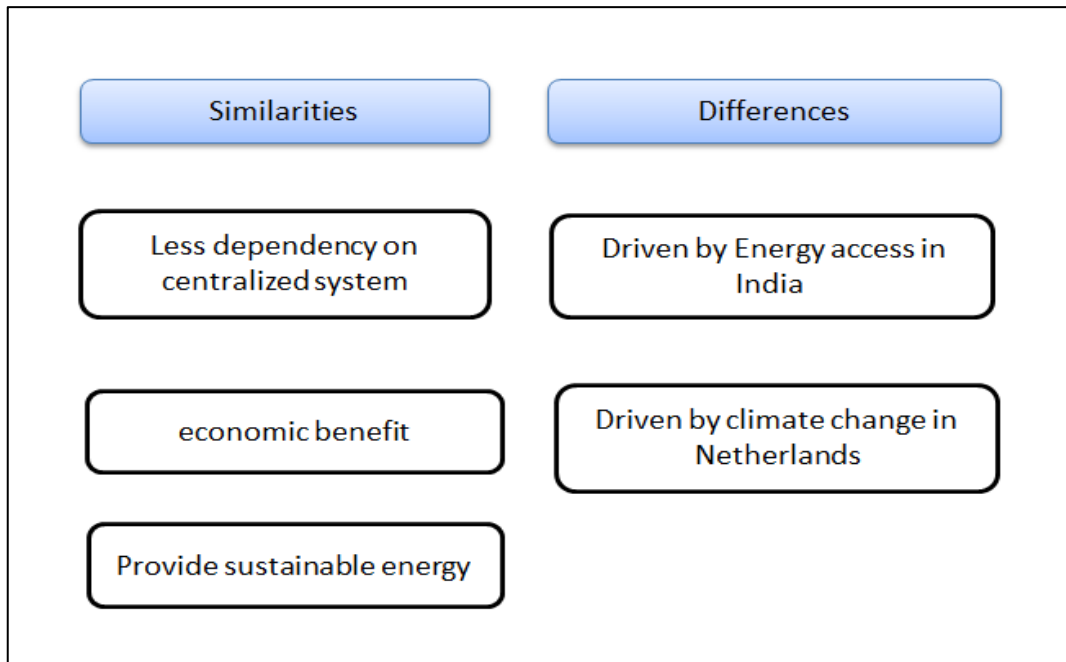 Similarities
Differences
Less dependency on
centralized system
Driven by Energy access in
India
economic benefit
Driven by climate change in
Netherlands
Provide sustainable energy